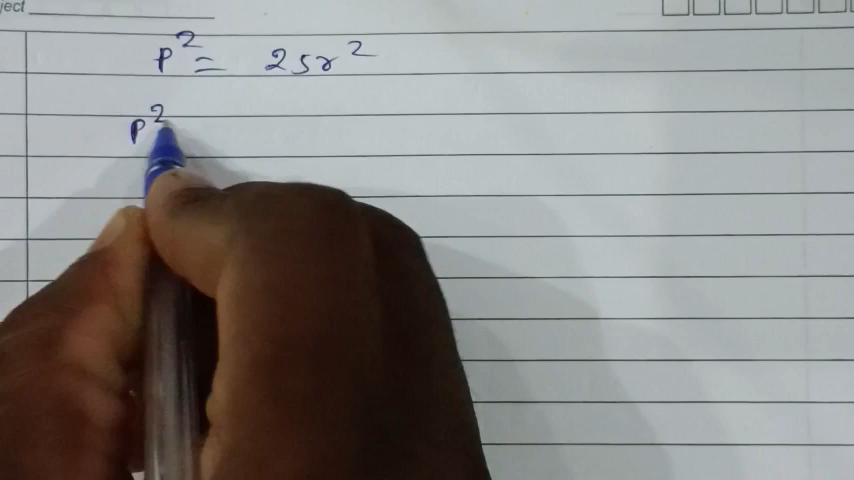 ject
p² = 25r²
p²